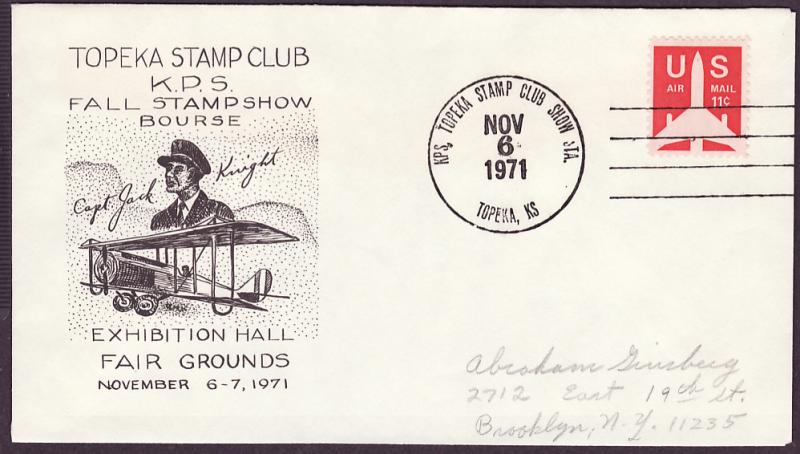 TOPEKA STAMP CLUB
K.P.S.
FALL STAMPSHOW
BOURSE
Capt. Jack Knight
EXHIBITION HALL
FAIR GROUNDS
NOVEMBER 6-7, 1971
KPS, TOPEKA STAMP CLUB SHOW STA.
NOV
6
1971
TOPEKA, KS
US
AIR MAIL
11¢
Abraham Ginsberg
2712 East 19th st.
Brooklyn, N.Y. 11235